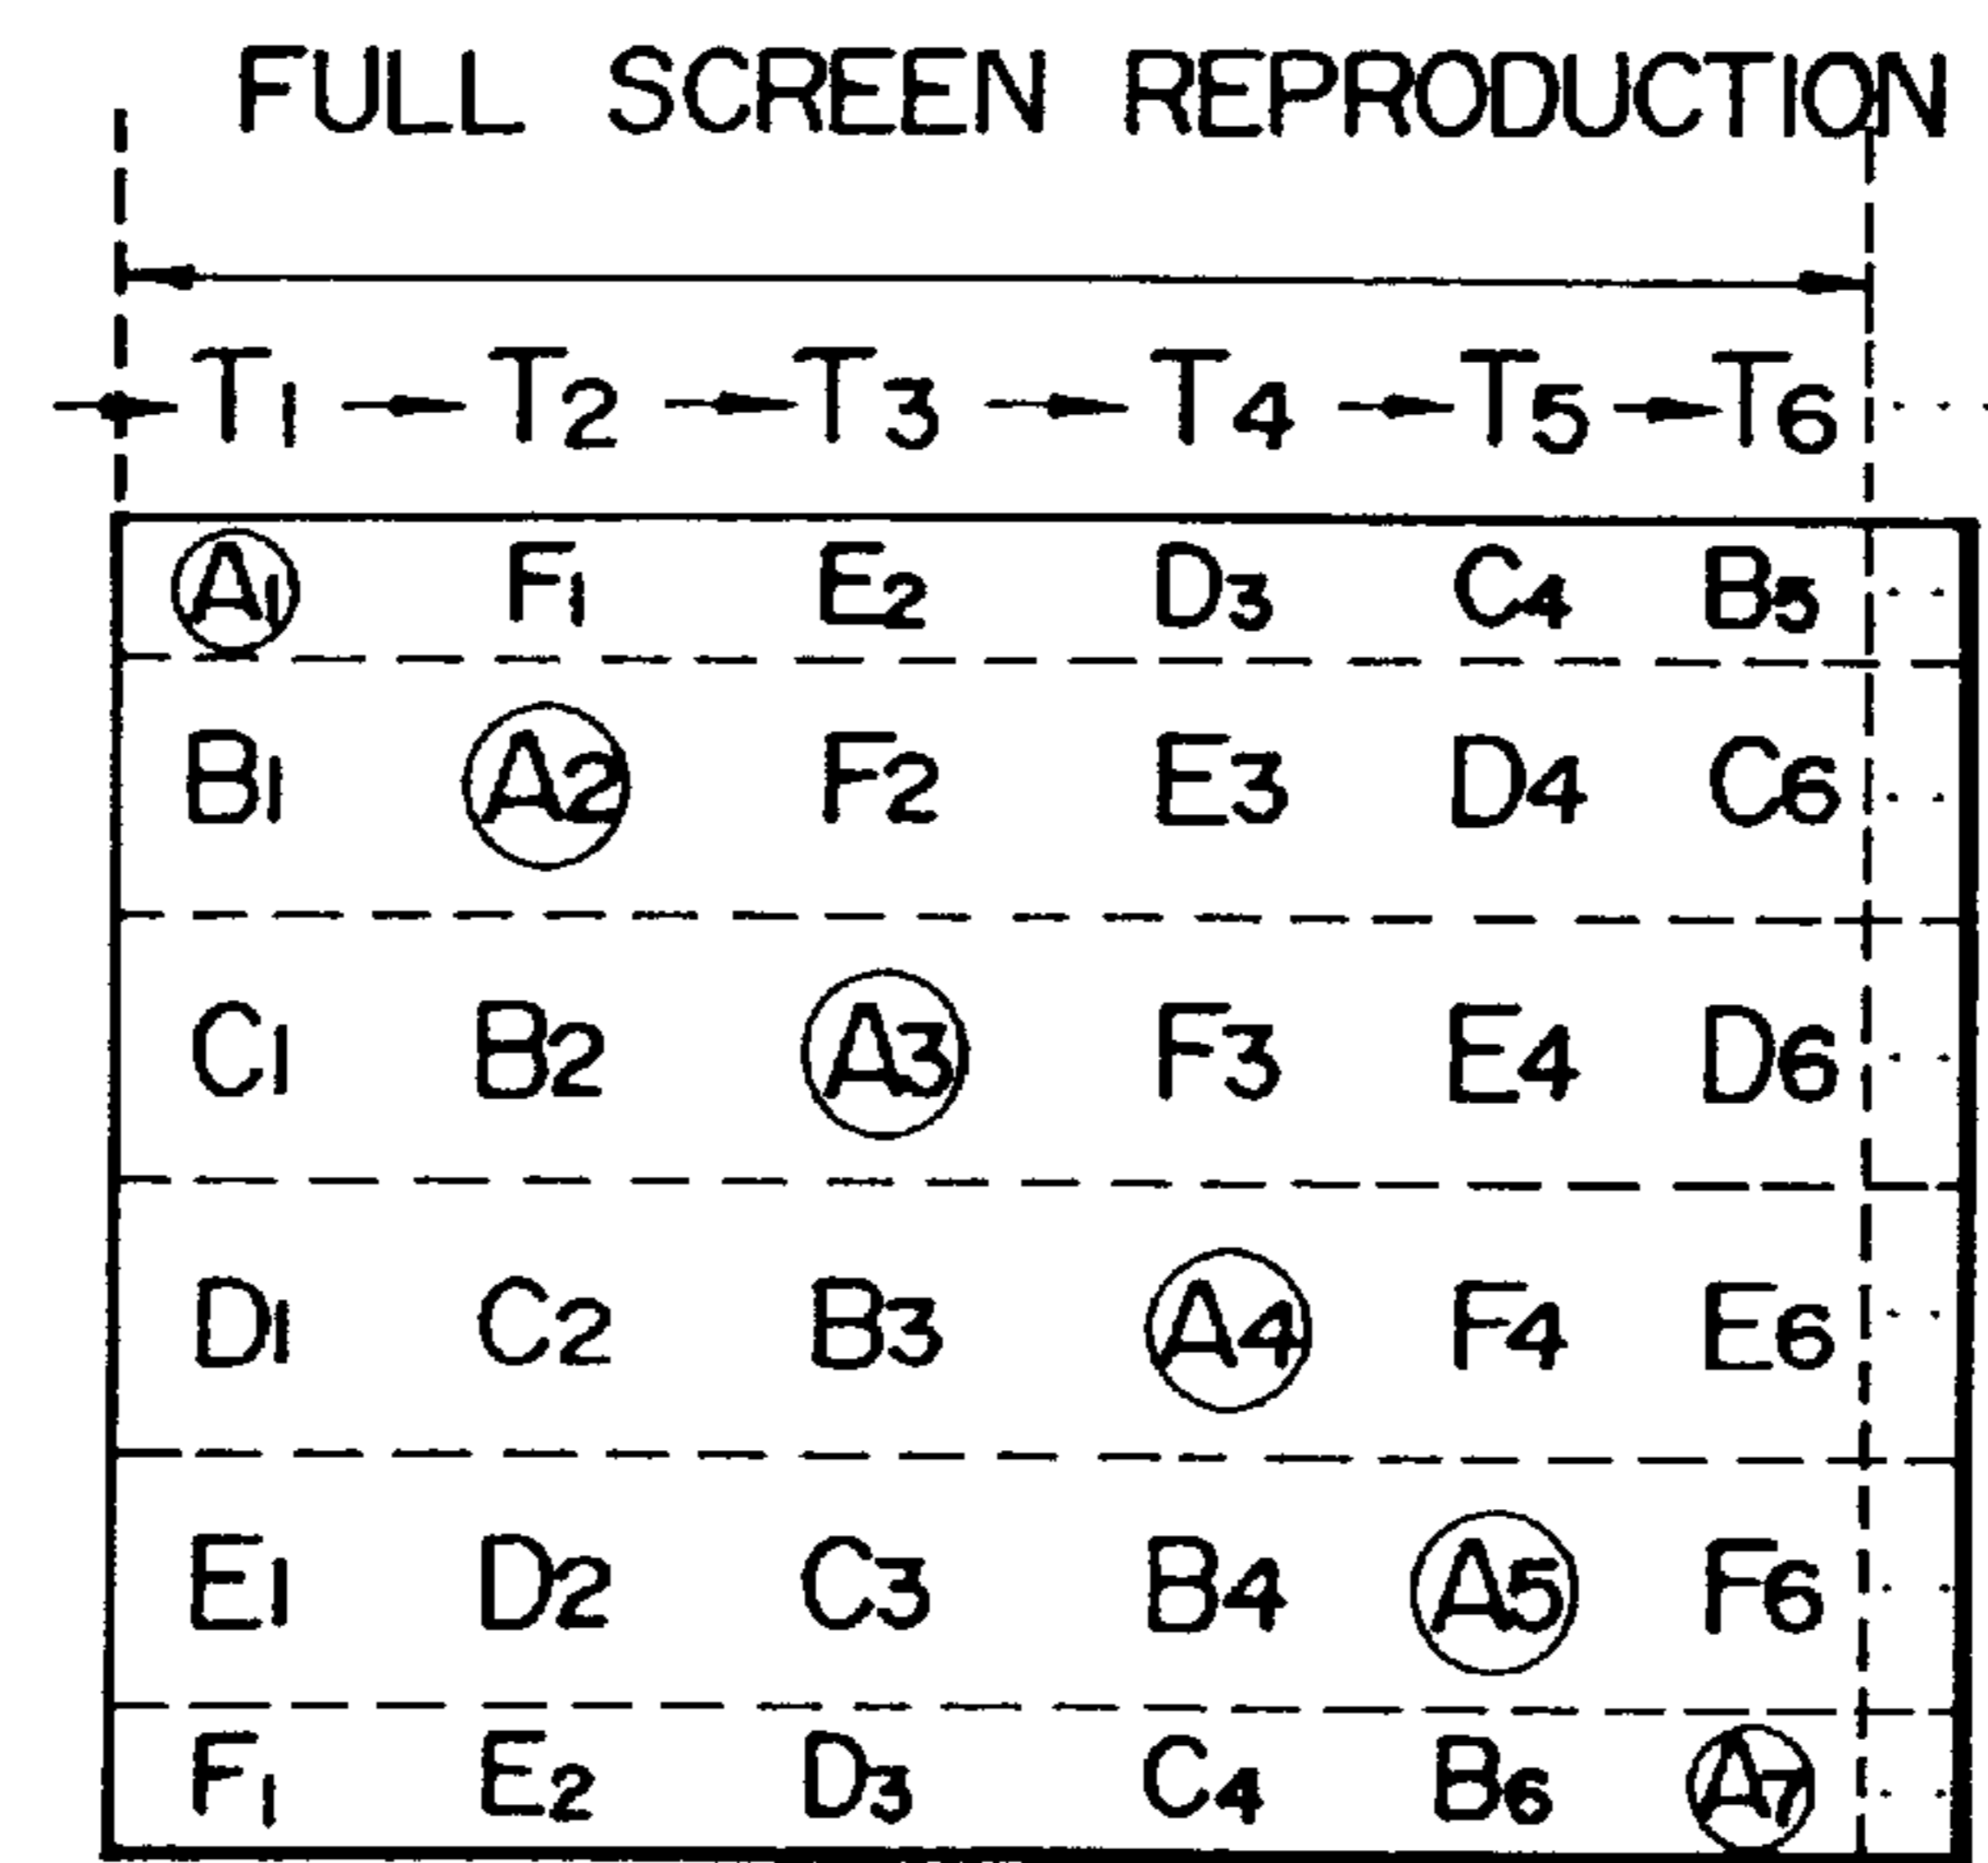 FULL SCREEN REPRODUCTION
T1 T2 T3 T4 T5 T6 . . .
A1 F1 E2 D3 C4 B5 . .
B1 A2 F2 E3 D4 C6 . .
C1 B2 A3 F3 E4 D6 . .
D1 C2 B3 A4 F4 E6 . .
E1 D2 C3 B4 A5 F6 . .
F1 E2 D3 C4 B6 A7 . .